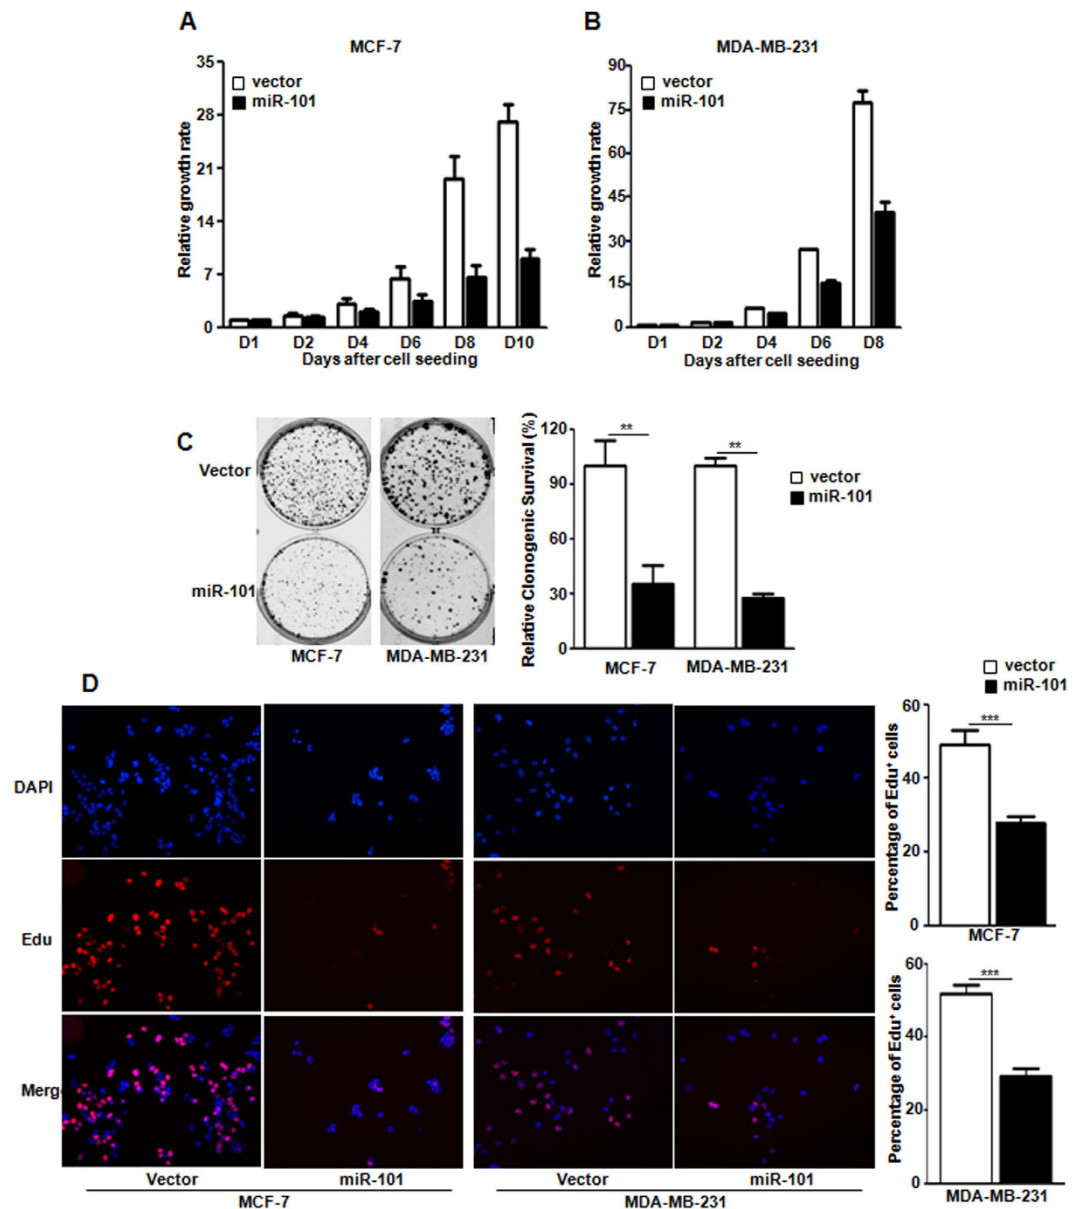 A
MCF-7
35
28
21
14
7
0
Relative growth rate
vector
miR-101
D1 D2 D4 D6 D8 D10
Days after cell seeding
B
MDA-MB-231
90
75
60
45
30
15
0
Relative growth rate
vector
miR-101
D1 D2 D4 D6 D8
Days after cell seeding
C
Vector
miR-101
MCF-7 MDA-MB-231
Relative Clonogenic Survival (%)
120
90
60
30
0
** **
vector
miR-101
MCF-7 MDA-MB-231
D
DAPI
Edu
Merg
Vector miR-101 Vector miR-101
MCF-7 MDA-MB-231
vector
miR-101
Percentage of Edu⁺ cells
60
40
20
0
***
MCF-7
Percentage of Edu⁺ cells
60
40
20
0
***
MDA-MB-231